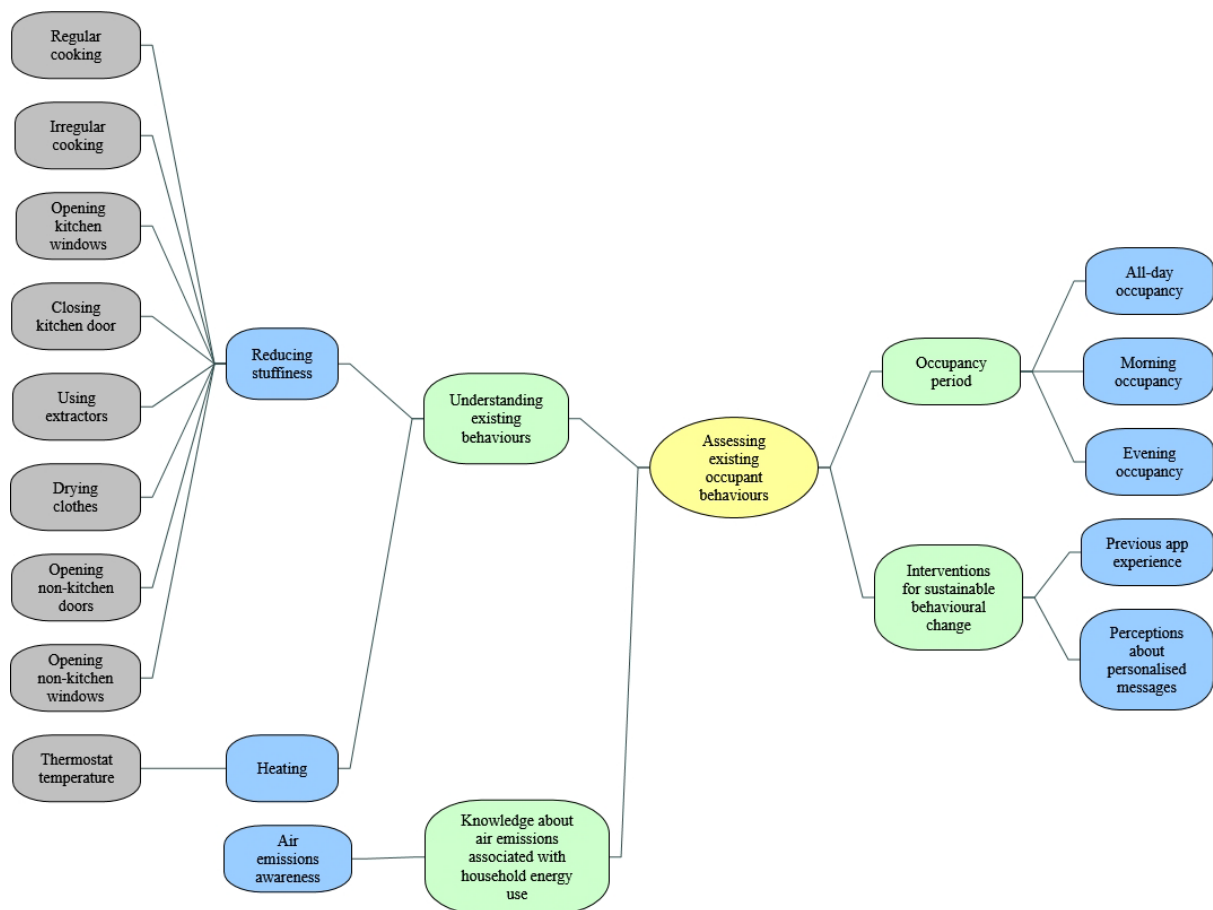 Regular
cooking
Irregular
cooking
Opening
kitchen
windows
Closing
kitchen door
Using
extractors
Drying
clothes
Opening
non-kitchen
doors
Opening
non-kitchen
windows
Thermostat
temperature
Reducing
stuffiness
Heating
Air
emissions
awareness
Understanding
existing
behaviours
Knowledge about
air emissions
associated with
household energy
use
Assessing
existing
occupant
behaviours
Occupancy
period
Interventions
for sustainable
behavioural
change
All-day
occupancy
Morning
occupancy
Evening
occupancy
Previous app
experience
Perceptions
about
personalised
messages